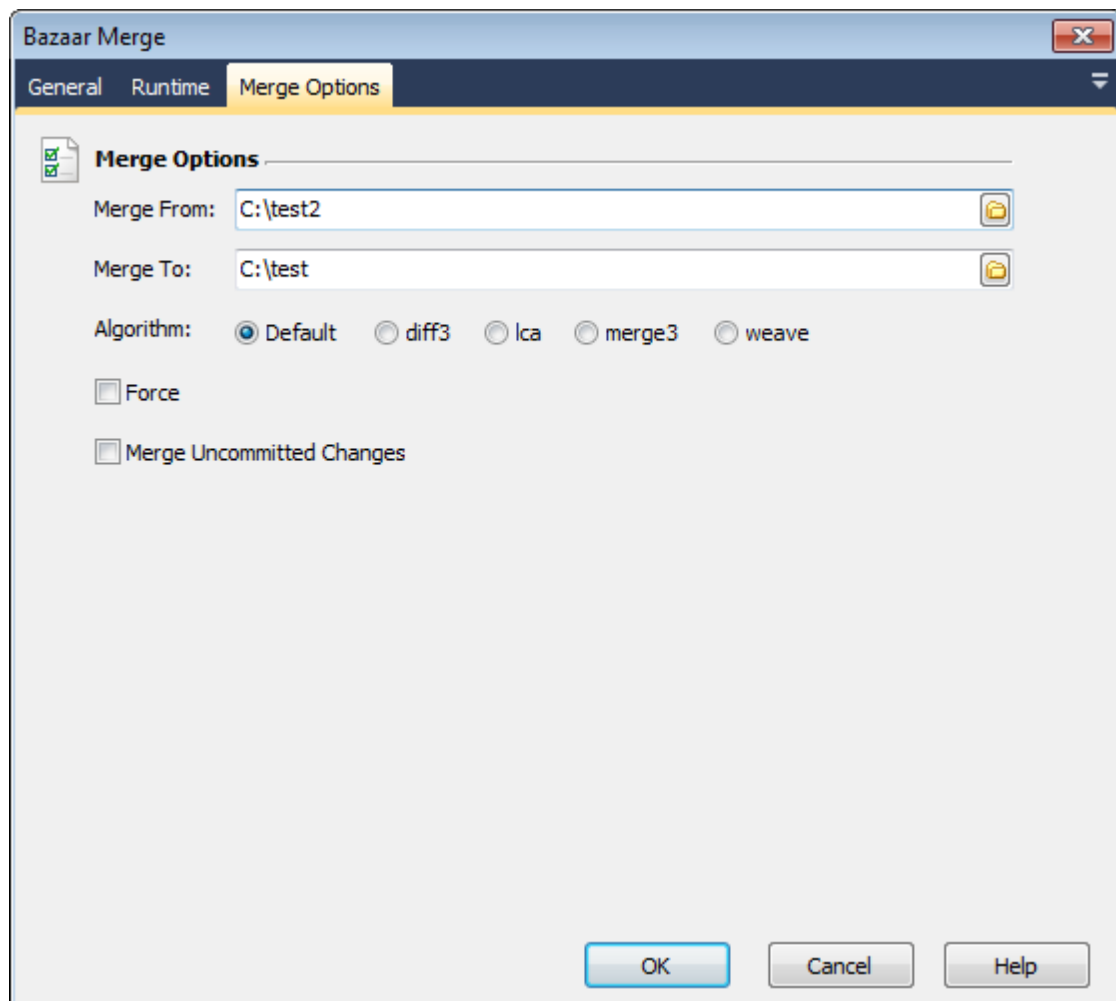 Bazaar Merge
General Runtime Merge Options
Merge Options
Merge From: C:\test2
Merge To: C:\test
Algorithm: Default diff3 lca merge3 weave
Force
Merge Uncommitted Changes
OK Cancel Help